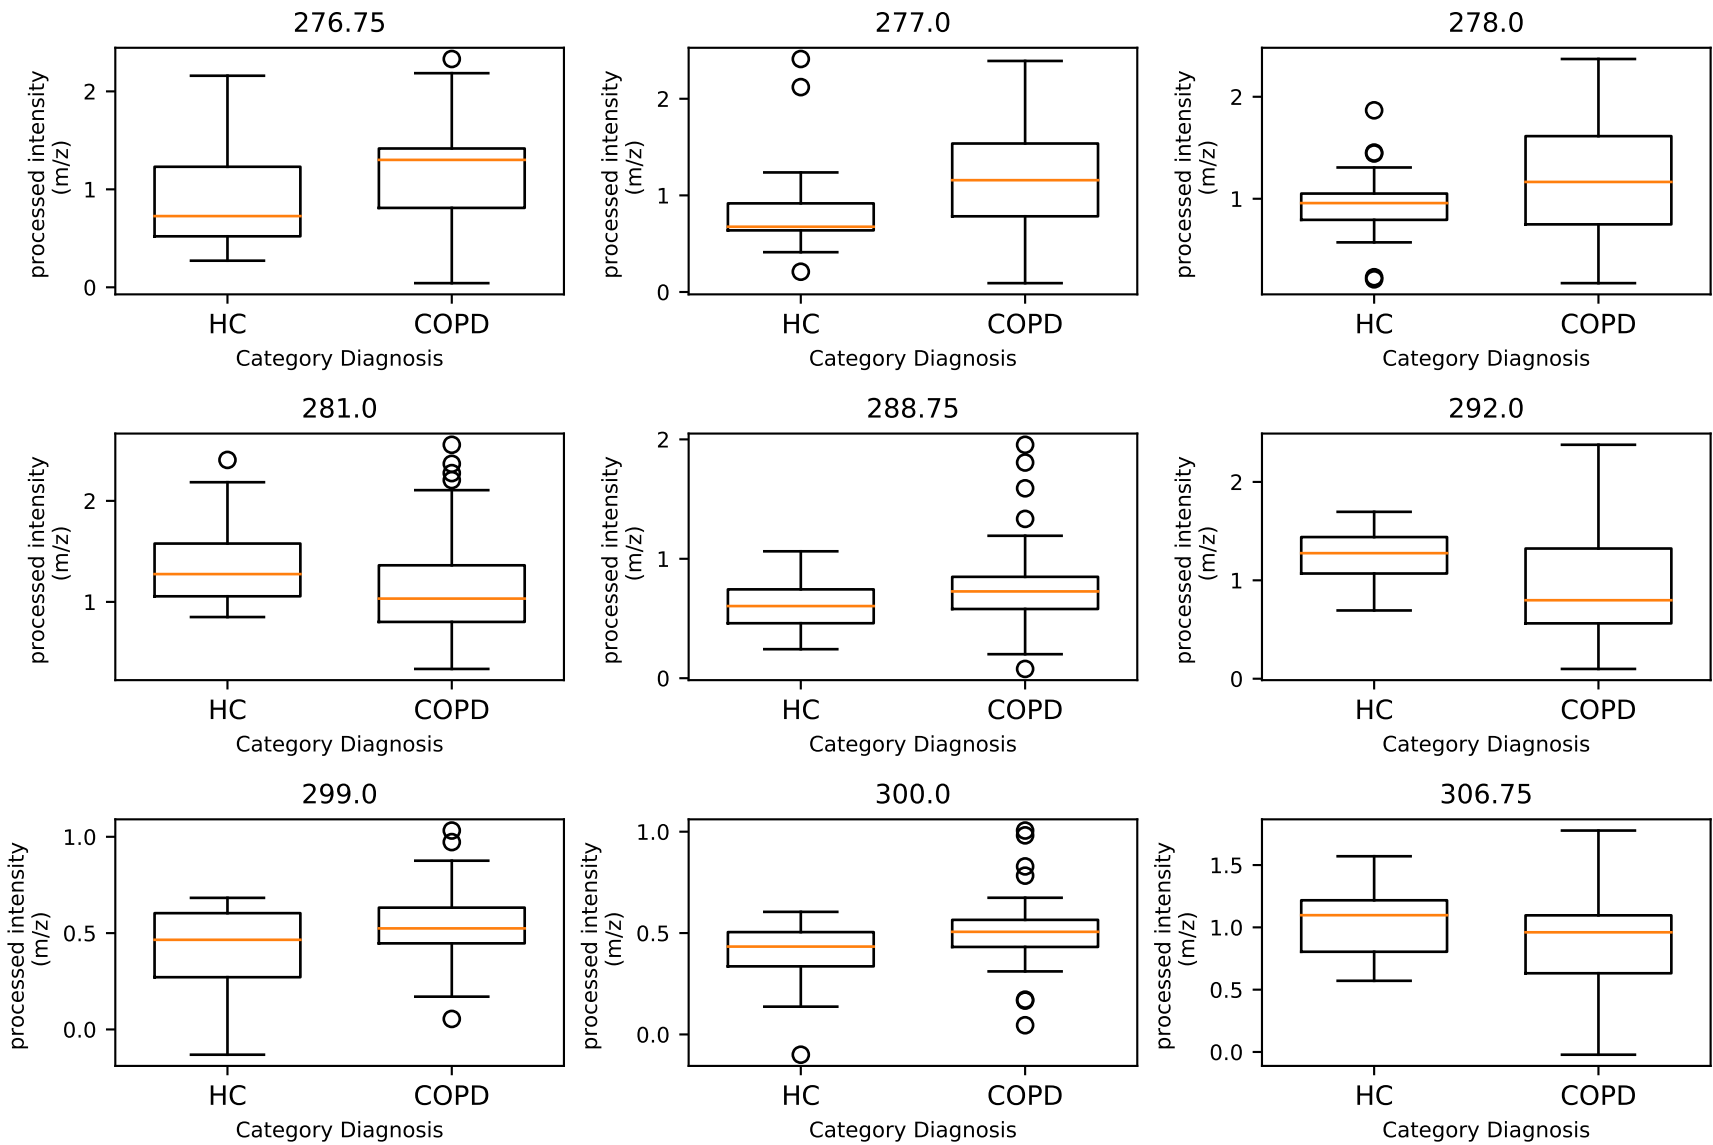 276.75
processed intensity
(m/z)
2
1
0
HC COPD
Category Diagnosis
277.0
processed intensity
(m/z)
2
1
0
HC COPD
Category Diagnosis
278.0
processed intensity
(m/z)
2
1
HC COPD
Category Diagnosis
281.0
processed intensity
(m/z)
2
1
HC COPD
Category Diagnosis
288.75
processed intensity
(m/z)
2
1
0
HC COPD
Category Diagnosis
292.0
processed intensity
(m/z)
2
1
0
HC COPD
Category Diagnosis
299.0
processed intensity
(m/z)
1.0
0.5
0.0
HC COPD
Category Diagnosis
300.0
processed intensity
(m/z)
1.0
0.5
0.0
HC COPD
Category Diagnosis
306.75
processed intensity
(m/z)
1.5
1.0
0.5
0.0
HC COPD
Category Diagnosis